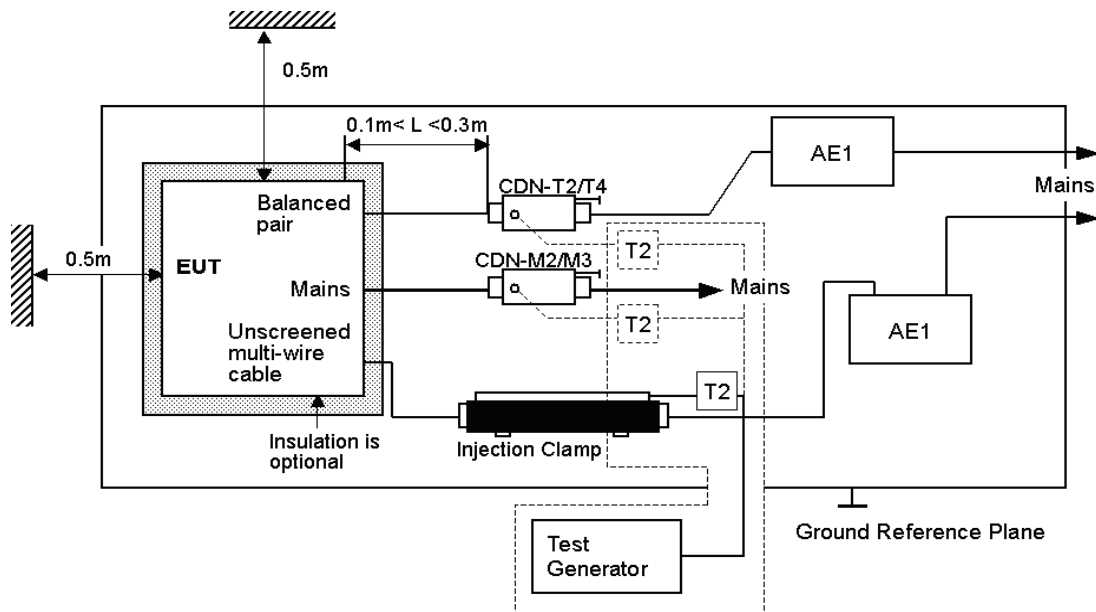 0.5m
0.1m< L <0.3m
AE1
Mains
CDN-T2/T4
Balanced
pair
T2
0.5m
EUT
CDN-M2/M3
Mains
Mains
T2
AE1
Unscreened
multi-wire
cable
T2
Insulation is
optional
Injection Clamp
Ground Reference Plane
Test
Generator